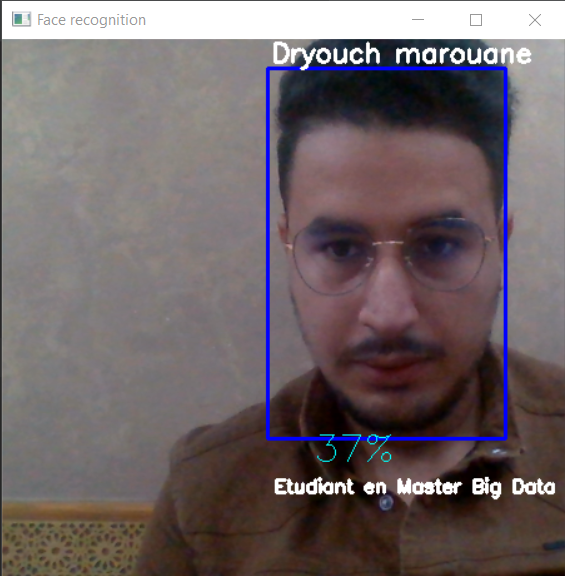 Face recognition
Dryouch marouane
37%
Etudiant en Master Big Data